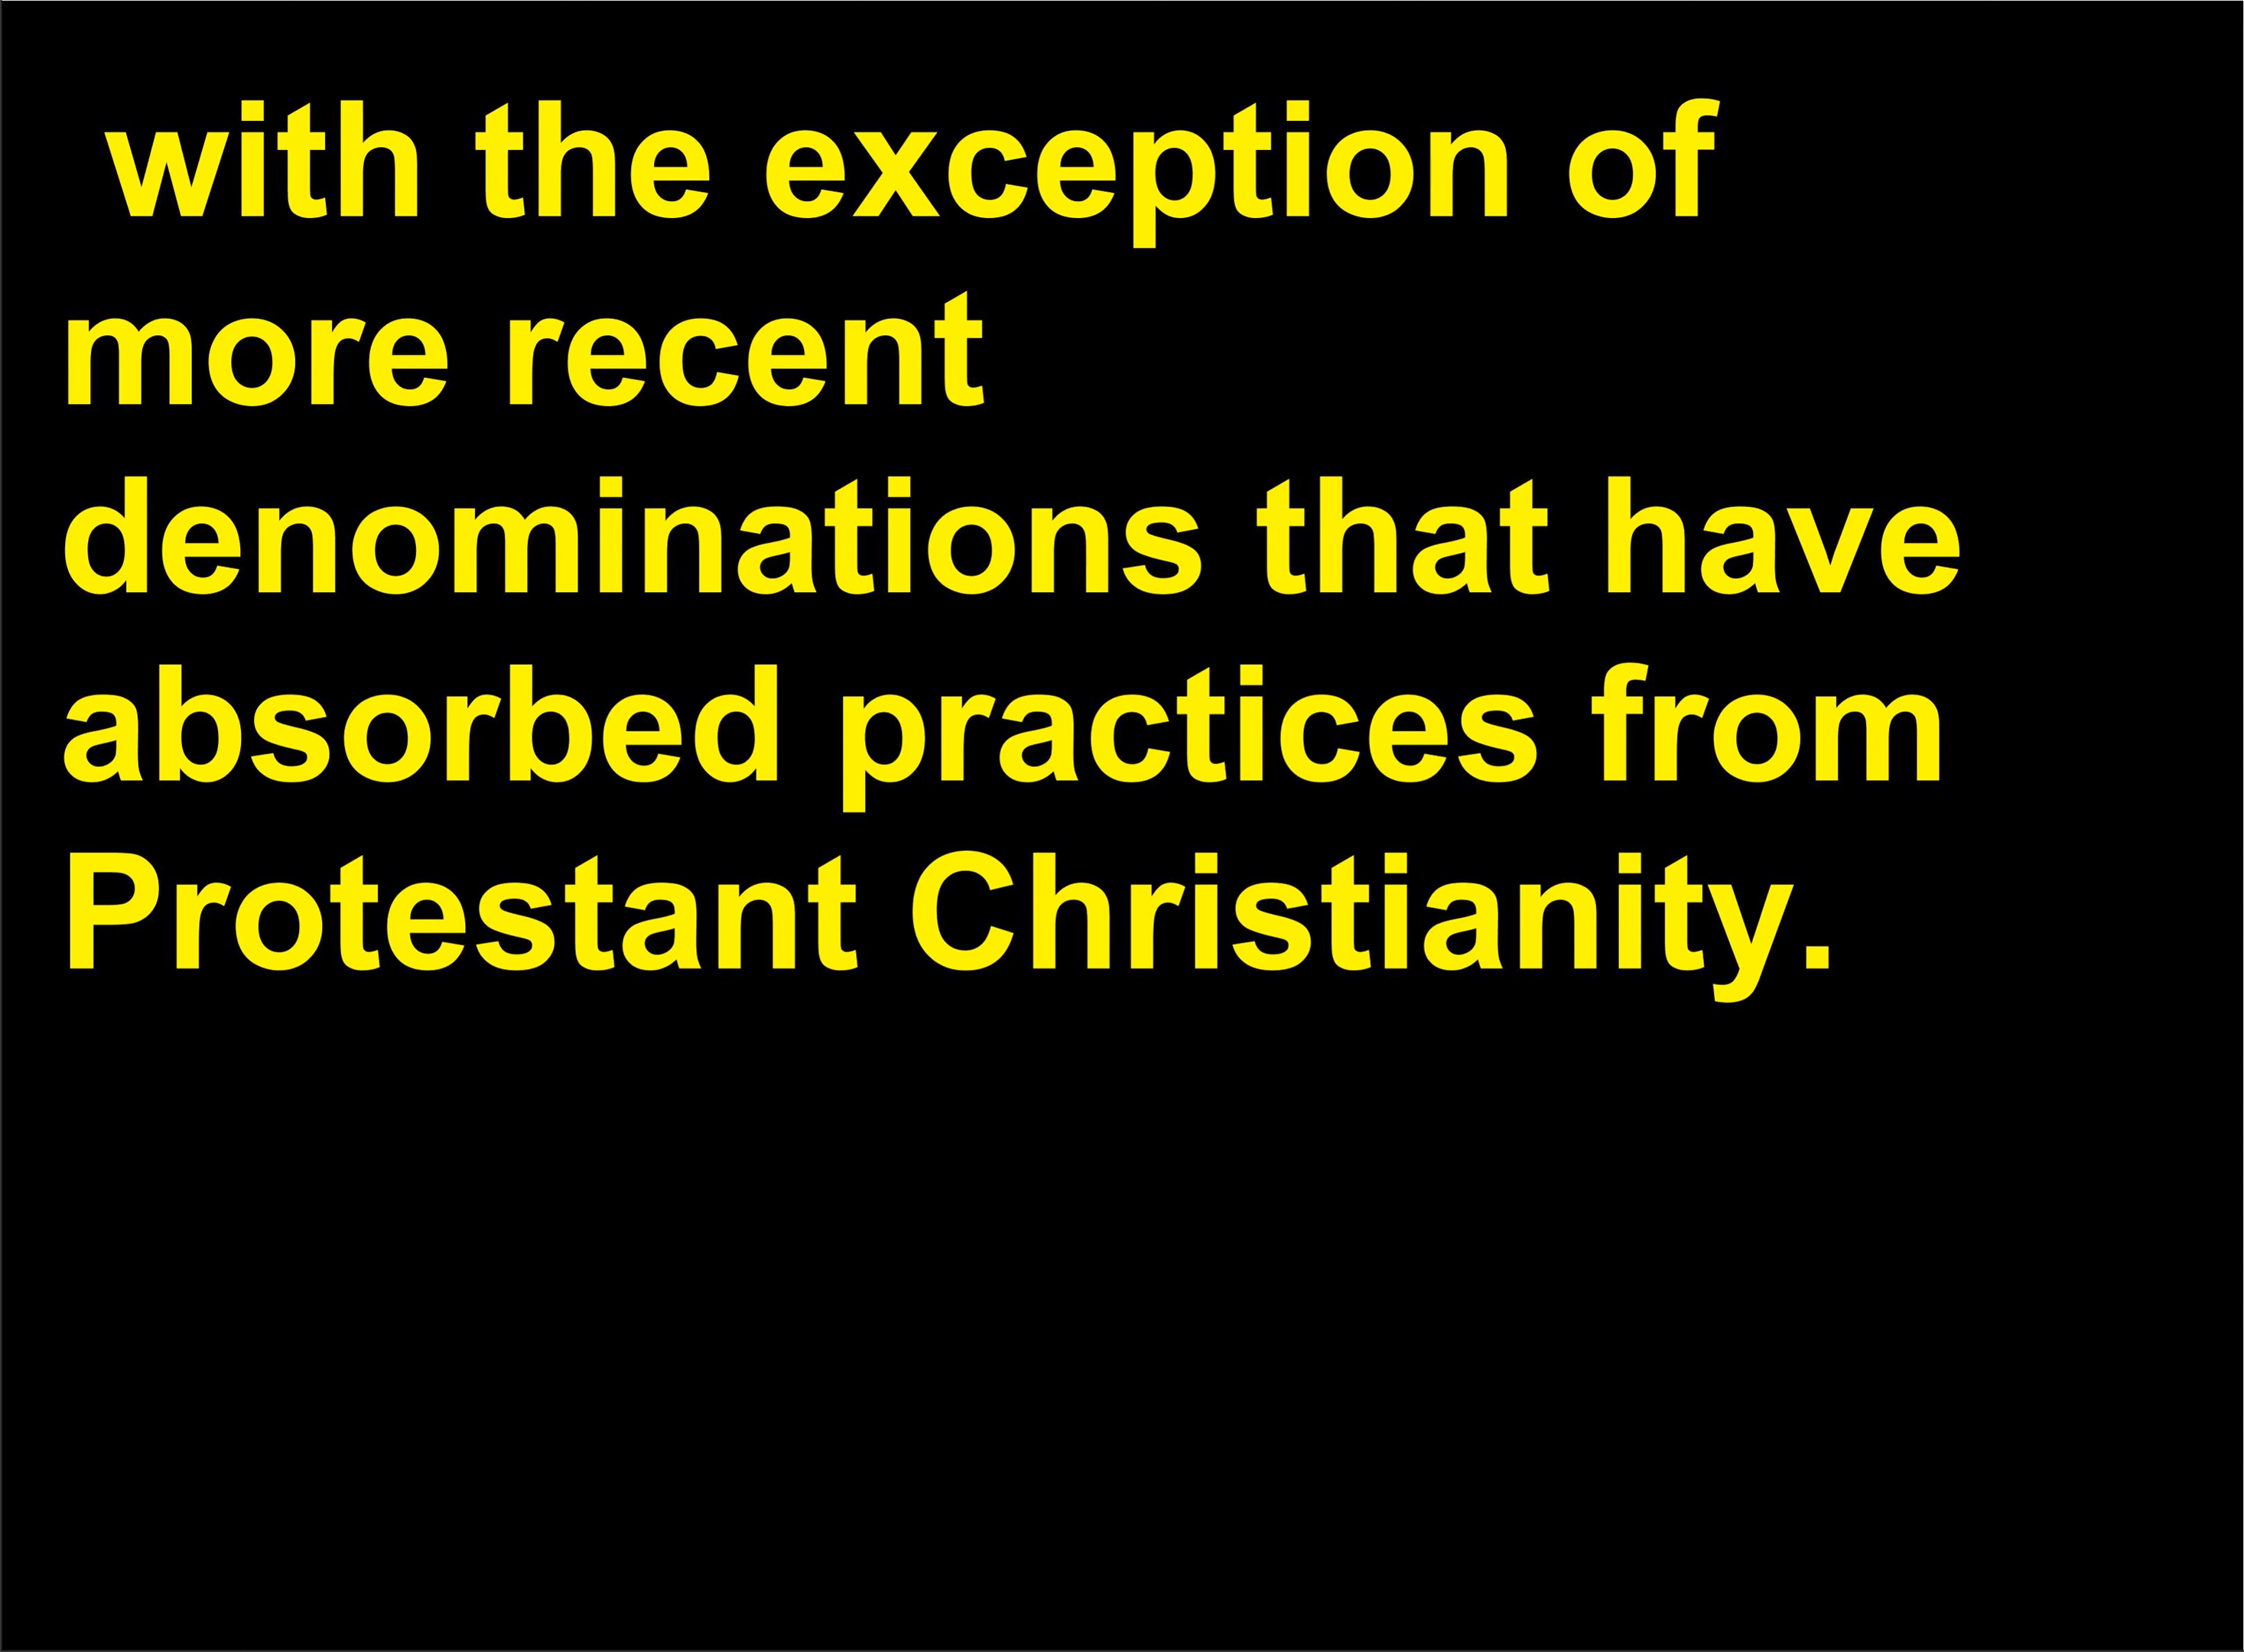 with the exception of
more recent
denominations that have
absorbed practices from
Protestant Christianity.